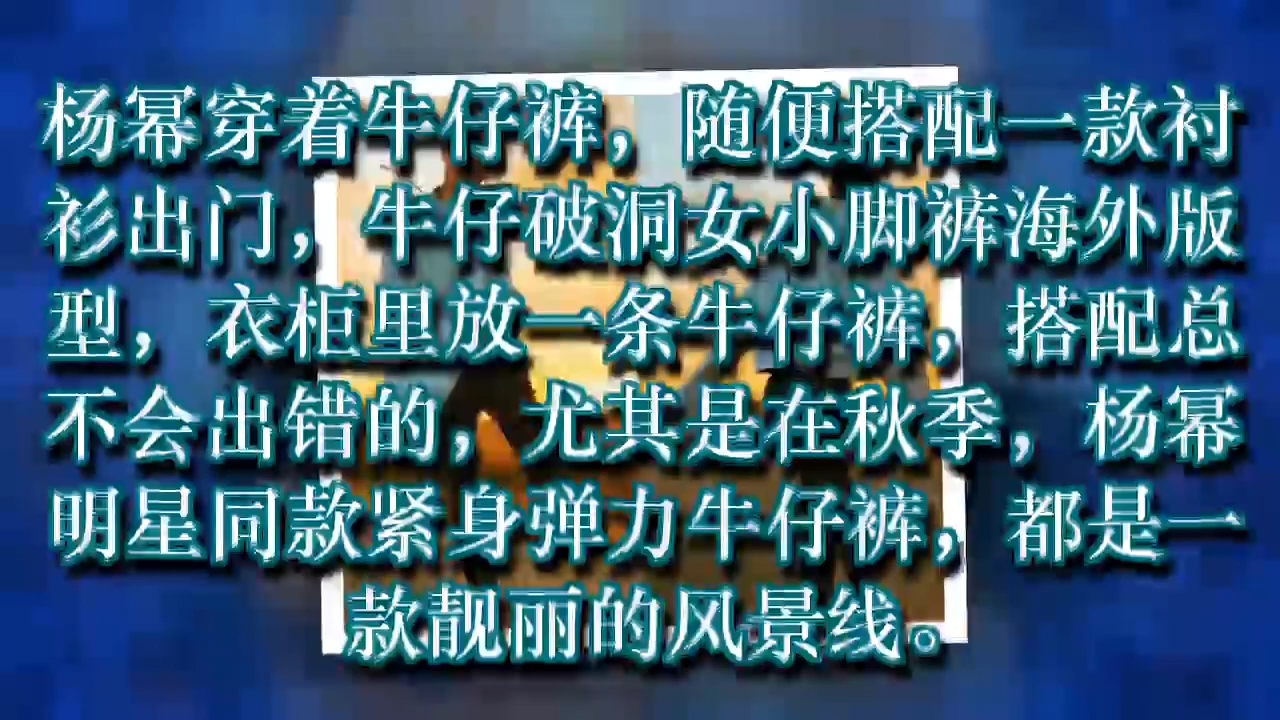 杨幂穿着牛仔裤，随便搭配一款衬
衫出门，牛仔破洞女小脚裤海外版
型，衣柜里放一条牛仔裤，搭配总
不会出错的，尤其是在秋季，杨幂
明星同款紧身弹力牛仔裤，都是一
款靓丽的风景线。